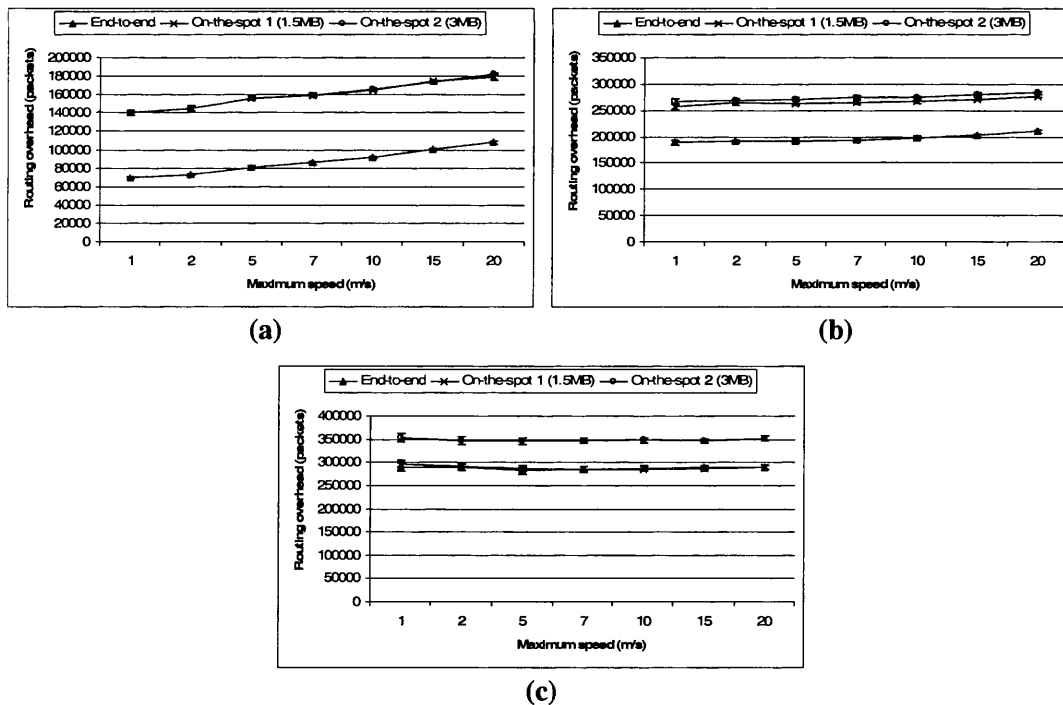 End-to-end On-the-spot 1 (1.5MB) On-the-spot 2 (3MB)
Routing overhead (packets)
200000
180000
160000
140000
120000
100000
80000
60000
40000
20000
0
1 2 5 7 10 15 20
Maximum speed (m/s)
(a)
End-to-end On-the-spot 1 (1.5MB) On-the-spot 2 (3MB)
Routing overhead (packets)
350000
300000
250000
200000
150000
100000
50000
0
1 2 5 7 10 15 20
Maximum speed (m/s)
(b)
End-to-end On-the-spot 1 (1.5MB) On-the-spot 2 (3MB)
Routing overhead (packets)
400000
350000
300000
250000
200000
150000
100000
50000
0
1 2 5 7 10 15 20
Maximum speed (m/s)
(c)